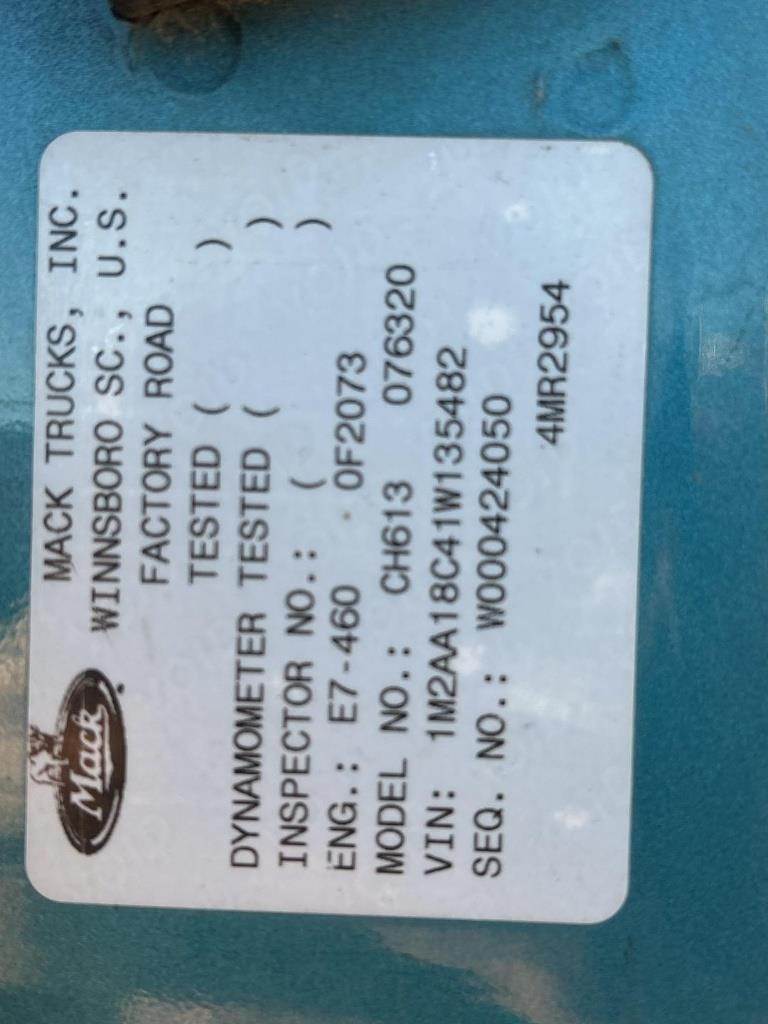 Mack
MACK TRUCKS, INC.
WINNSBORO SC., U.S.
FACTORY ROAD
TESTED ( )
DYNAMOMETER TESTED ( )
INSPECTOR NO.: ( )
ENG.: E7-460 0F2073
MODEL NO.: CH613 076320
VIN: 1M2AA18C41W135482
SEQ. NO.: W000424050
4MR2954